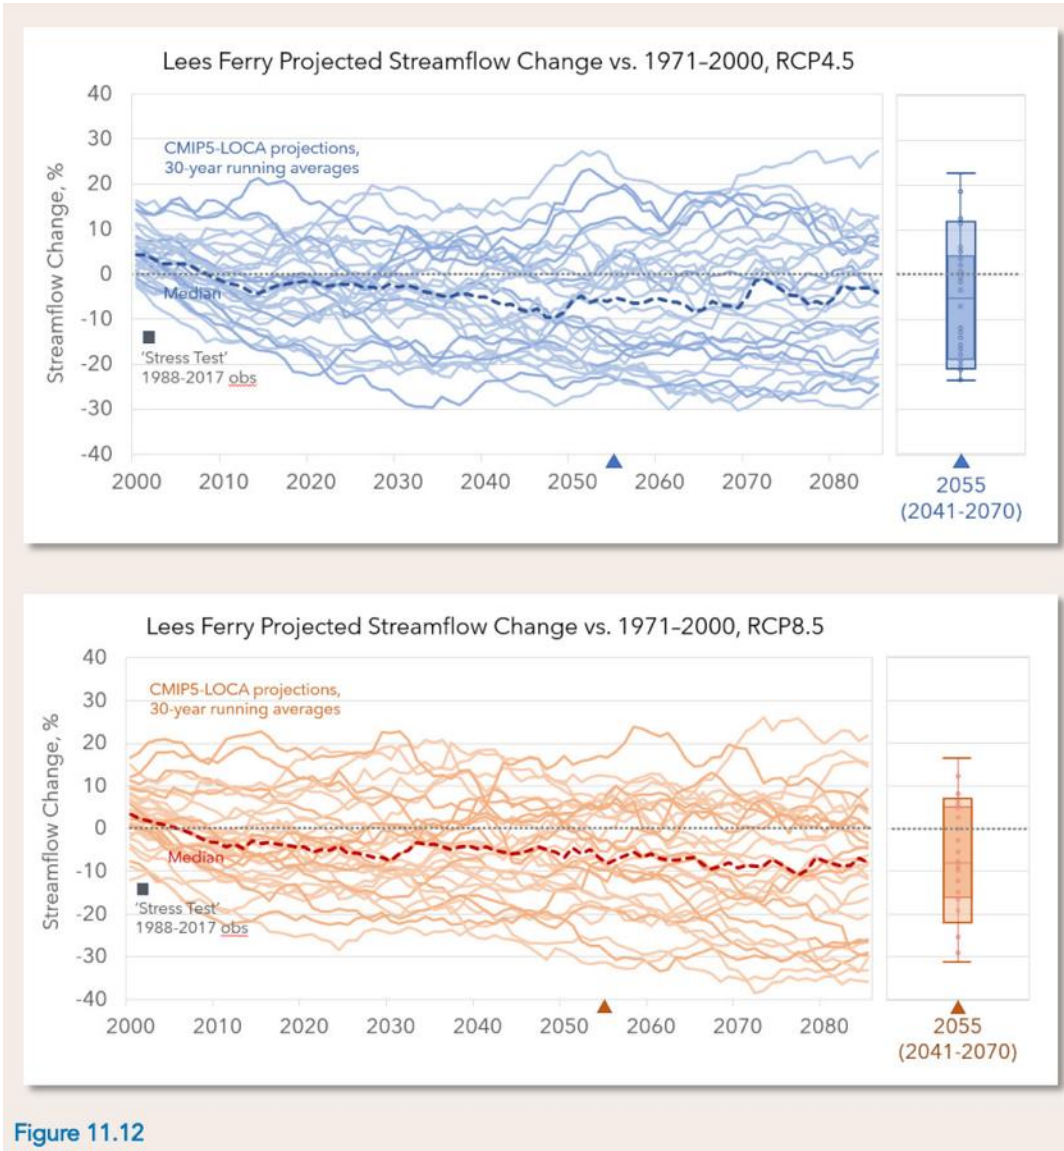 Lees Ferry Projected Streamflow Change vs. 1971–2000, RCP4.5
Streamflow Change, %
40
30
20
10
0
-10
-20
-30
-40
CMIP5-LOCA projections,
30-year running averages
Median
'Stress Test'
1988-2017 obs
2000 2010 2020 2030 2040 2050 2060 2070 2080
2055
(2041-2070)
Lees Ferry Projected Streamflow Change vs. 1971–2000, RCP8.5
Streamflow Change, %
40
30
20
10
0
-10
-20
-30
-40
CMIP5-LOCA projections,
30-year running averages
Median
'Stress Test'
1988-2017 obs
2000 2010 2020 2030 2040 2050 2060 2070 2080
2055
(2041-2070)
Figure 11.12